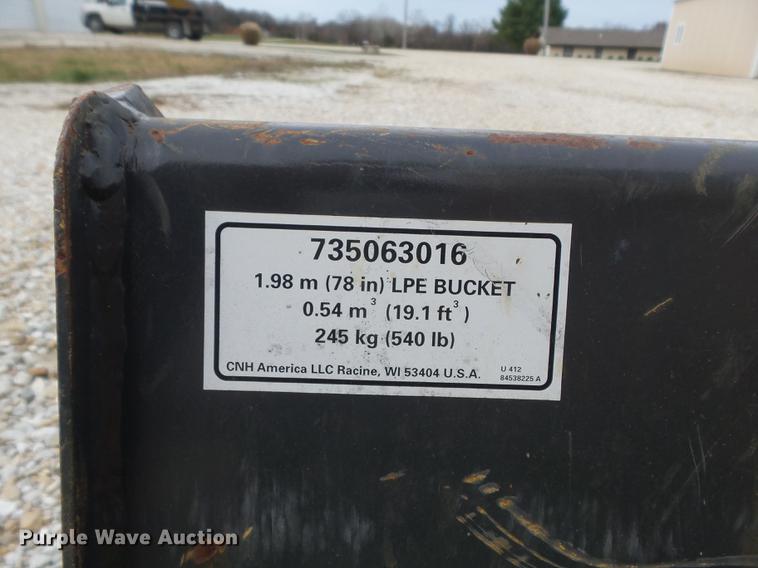 735063016
1.98 m (78 in) LPE BUCKET
0.54 m³ (19.1 ft³)
245 kg (540 lb)
CNH America LLC Racine, WI 53404 U.S.A.
U 412
84538225 A
Purple Wave Auction